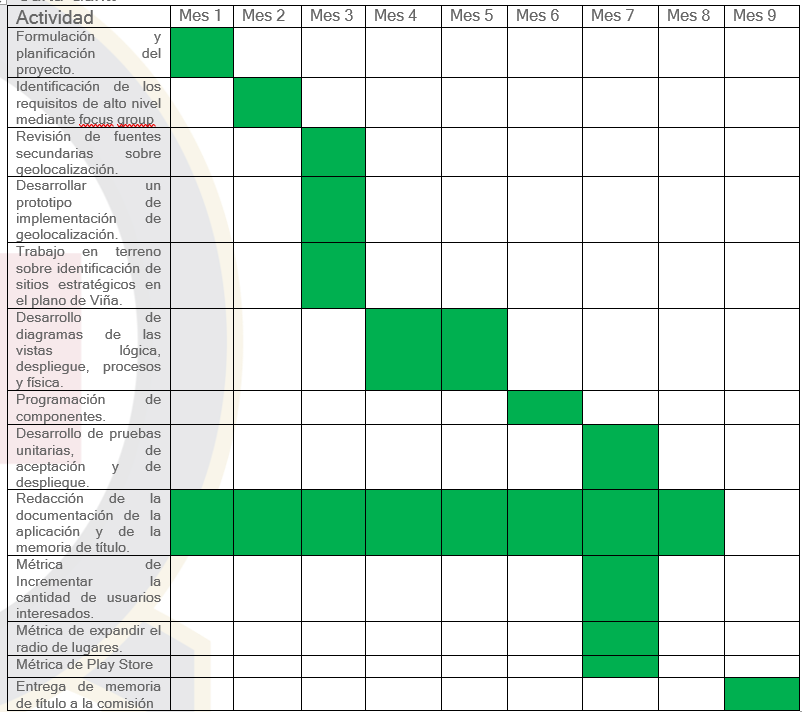 Actividad Mes 1 Mes 2 Mes 3 Mes 4 Mes 5 Mes 6 Mes 7 Mes 8 Mes 9
Formulación y
planificación del
proyecto.
Identificación de los
requisitos de alto nivel
mediante focus group
Revisión de fuentes
secundarias sobre
geolocalización.
Desarrollar un
prototipo de
implementación de
geolocalización.
Trabajo en terreno
sobre identificación de
sitios estratégicos en
el plano de Viña.
Desarrollo de
diagramas de las
vistas lógica,
despliegue, procesos
y física.
Programación de
componentes.
Desarrollo de pruebas
unitarias, de
aceptación y de
despliegue.
Redacción de la
documentación de la
aplicación y de la
memoria de título.
Métrica de
Incrementar la
cantidad de usuarios
interesados.
Métrica de expandir el
radio de lugares.
Métrica de Play Store
Entrega de memoria
de título a la comisión